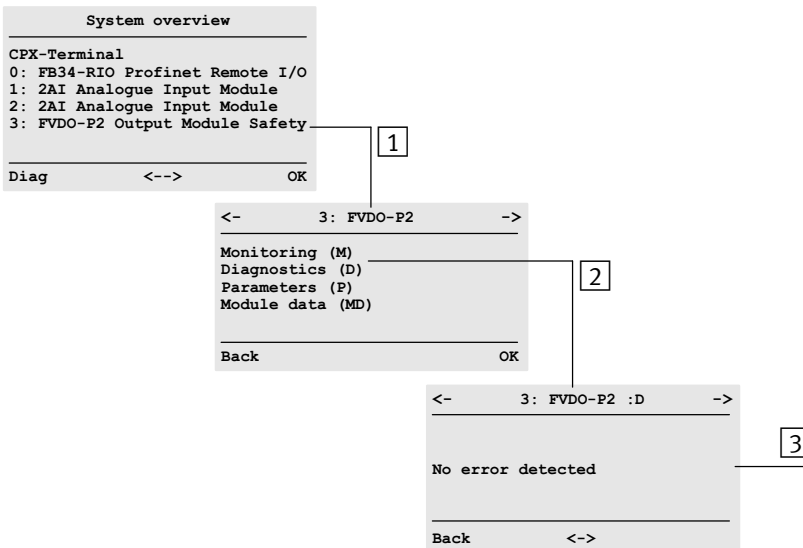 System overview
CPX-Terminal
0: FB34-RIO Profinet Remote I/O
1: 2AI Analogue Input Module
2: 2AI Analogue Input Module
3: FVDO-P2 Output Module Safety
Diag <--> OK
1
<- 3: FVDO-P2 ->
Monitoring (M)
Diagnostics (D)
Parameters (P)
Module data (MD)
Back OK
2
<- 3: FVDO-P2 :D ->
No error detected
Back <->
3